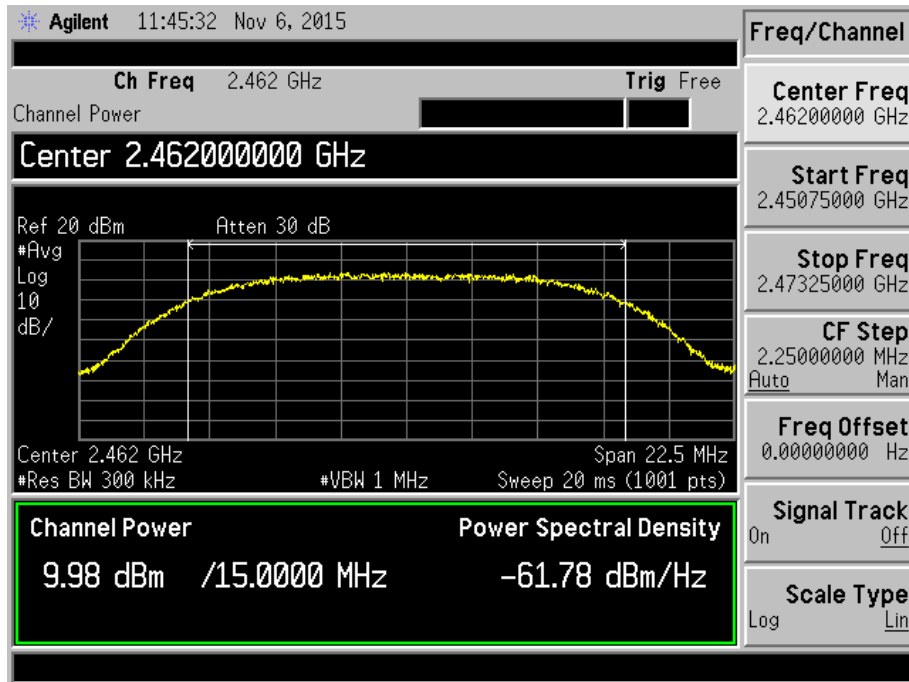 Agilent 11:45:32 Nov 6, 2015
Freq/Channel
Ch Freq 2.462 GHz Trig Free
Channel Power
Center 2.462000000 GHz
Ref 20 dBm Atten 30 dB
#Avg
Log
10
dB/
Center 2.462 GHz Span 22.5 MHz
#Res BW 300 kHz #VBW 1 MHz Sweep 20 ms (1001 pts)
Channel Power Power Spectral Density
9.98 dBm /15.0000 MHz -61.78 dBm/Hz
Center Freq
2.46200000 GHz
Start Freq
2.45075000 GHz
Stop Freq
2.47325000 GHz
CF Step
2.25000000 MHz
Auto Man
Freq Offset
0.00000000 Hz
Signal Track
On Off
Scale Type
Log Lin